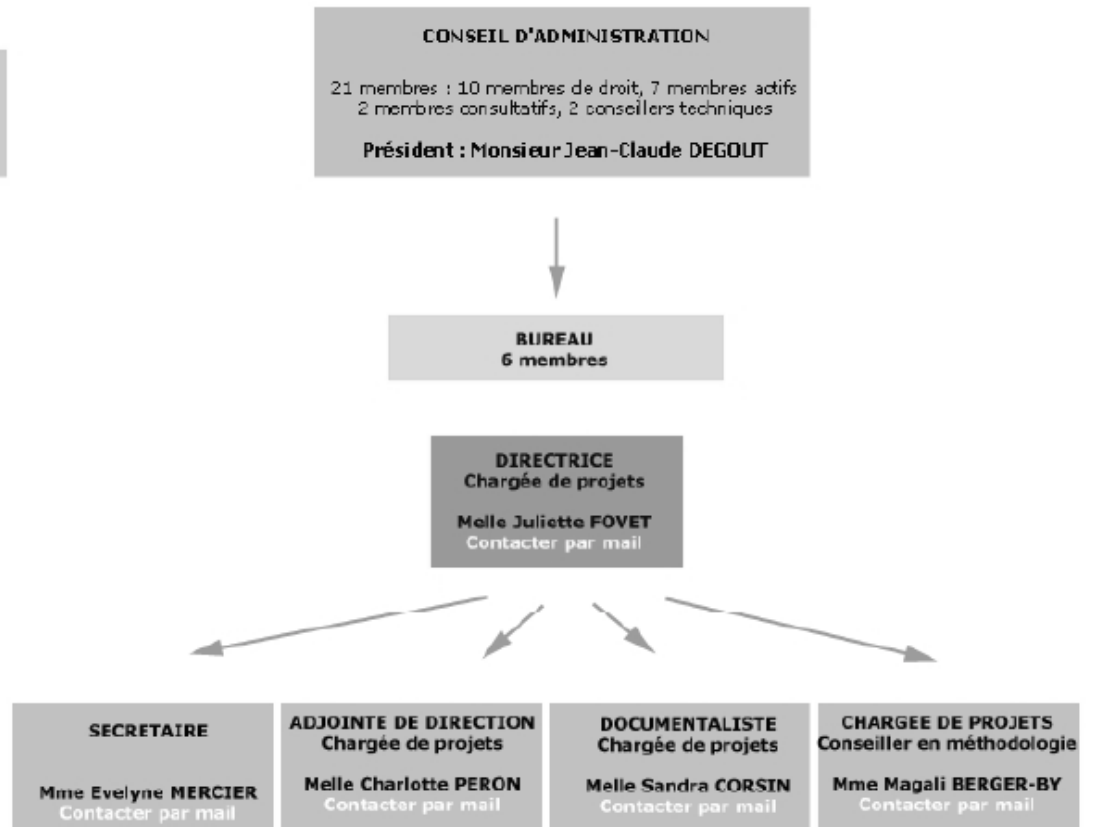 CONSEIL D'ADMINISTRATION
21 membres : 10 membres de droit, 7 membres actifs
2 membres consultatifs, 2 conseillers techniques
Président : Monsieur Jean-Claude DEGOUT
BUREAU
6 membres
DIRECTRICE
Chargée de projets
Melle Juliette FOVET
Contacter par mail
SECRETAIRE
Mme Evelyne MERCIER
Contacter par mail
ADJOINTE DE DIRECTION
Chargée de projets
Melle Charlotte PERON
Contacter par mail
DOCUMENTALISTE
Chargée de projets
Melle Sandra CORSIN
Contacter par mail
CHARGEE DE PROJETS
Conseiller en méthodologie
Mme Magali BERGER-BY
Contacter par mail